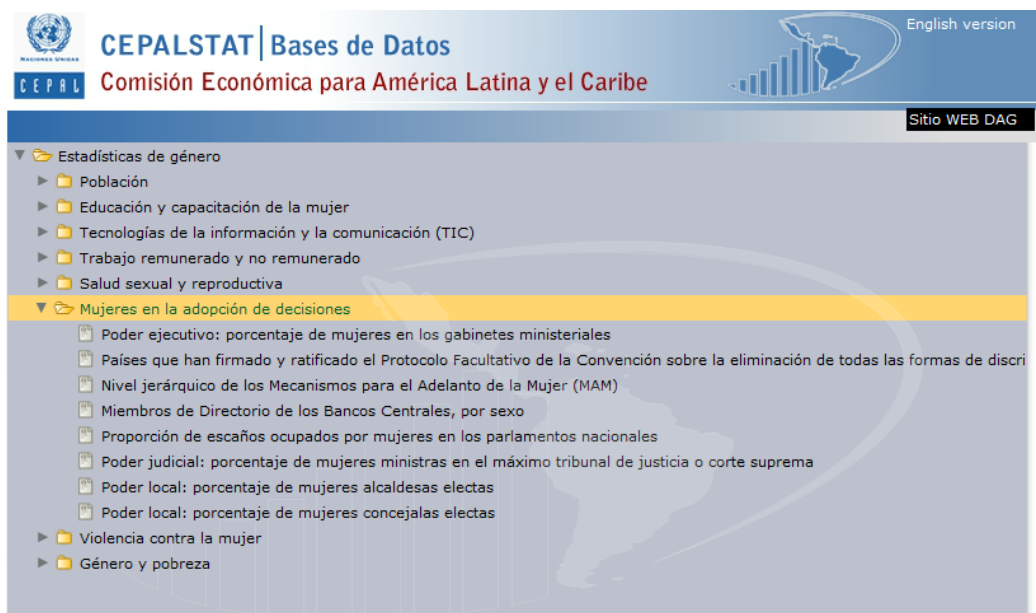 English version
CEPALSTAT | Bases de Datos
NACIONES UNIDAS
CEPAL Comisión Económica para América Latina y el Caribe
Sitio WEB DAG
Estadísticas de género
Población
Educación y capacitación de la mujer
Tecnologías de la información y la comunicación (TIC)
Trabajo remunerado y no remunerado
Salud sexual y reproductiva
Mujeres en la adopción de decisiones
Poder ejecutivo: porcentaje de mujeres en los gabinetes ministeriales
Países que han firmado y ratificado el Protocolo Facultativo de la Convención sobre la eliminación de todas las formas de discri
Nivel jerárquico de los Mecanismos para el Adelanto de la Mujer (MAM)
Miembros de Directorio de los Bancos Centrales, por sexo
Proporción de escaños ocupados por mujeres en los parlamentos nacionales
Poder judicial: porcentaje de mujeres ministras en el máximo tribunal de justicia o corte suprema
Poder local: porcentaje de mujeres alcaldesas electas
Poder local: porcentaje de mujeres concejalas electas
Violencia contra la mujer
Género y pobreza